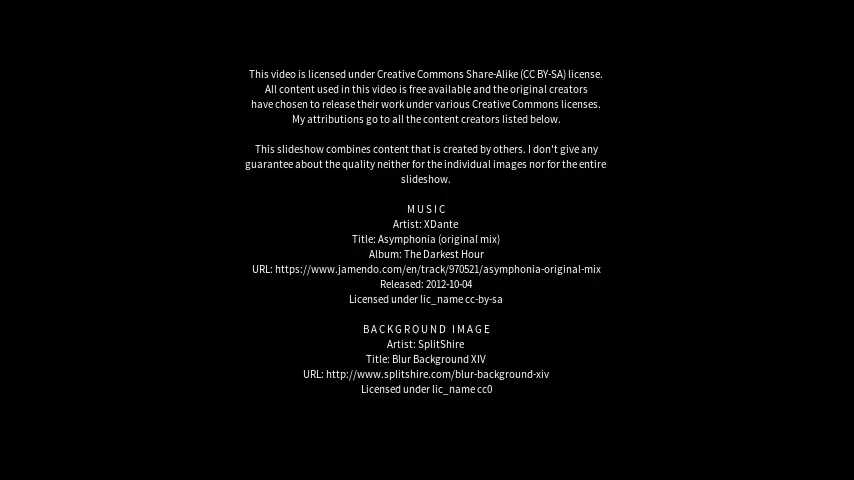 This video is licensed under Creative Commons Share-Alike (CC BY-SA) license.
All content used in this video is free available and the original creators
have chosen to release their work under various Creative Commons licenses.
My attributions go to all the content creators listed below.
This slideshow combines content that is created by others. I don't give any
guarantee about the quality neither for the individual images nor for the entire
slideshow.
MUSIC
Artist: XDante
Title: Asymphonia (original mix)
Album: The Darkest Hour
URL: https://www.jamendo.com/en/track/970521/asymphonia-original-mix
Released: 2012-10-04
Licensed under lic_name cc-by-sa
BACKGROUND IMAGE
Artist: SplitShire
Title: Blur Background XIV
URL: http://www.splitshire.com/blur-background-xiv
Licensed under lic_name cc0